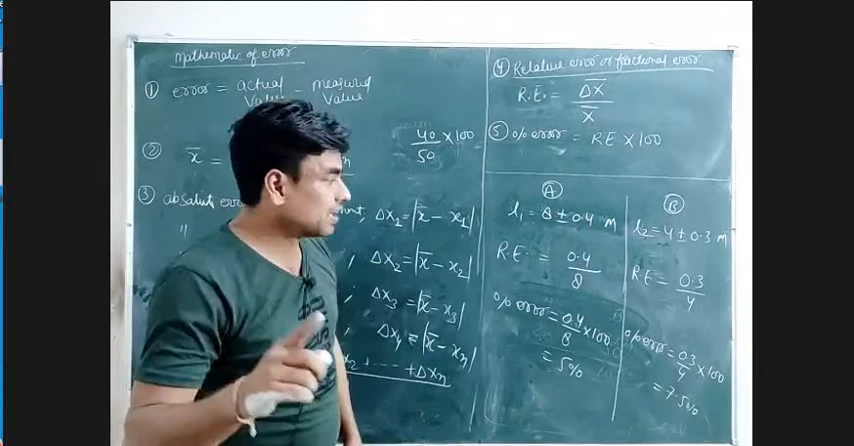 mathematic of error
① error = actual value - measured value
40/50 × 100
② x̄ =
③ absolute
"
, Δx₁ = |x̄ - x₁|
, Δx₂ = |x̄ - x₂|
, Δx₃ = |x̄ - x₃|
, Δxₙ = |x̄ - xₙ|
x₂ + ---- + Δxₙ
④ Relative error or fractional error
R.E. = Δx̄ / x̄
⑤ % error = RE × 100
Ⓐ
l₁ = 8 ± 0.4 m
R.E. = 0.4/8
% error = 0.4/8 × 100
= 5%
Ⓑ
l₂ = 4 ± 0.3 m
RE = 0.3/4
% error = 0.3/4 × 100
= 7.5%